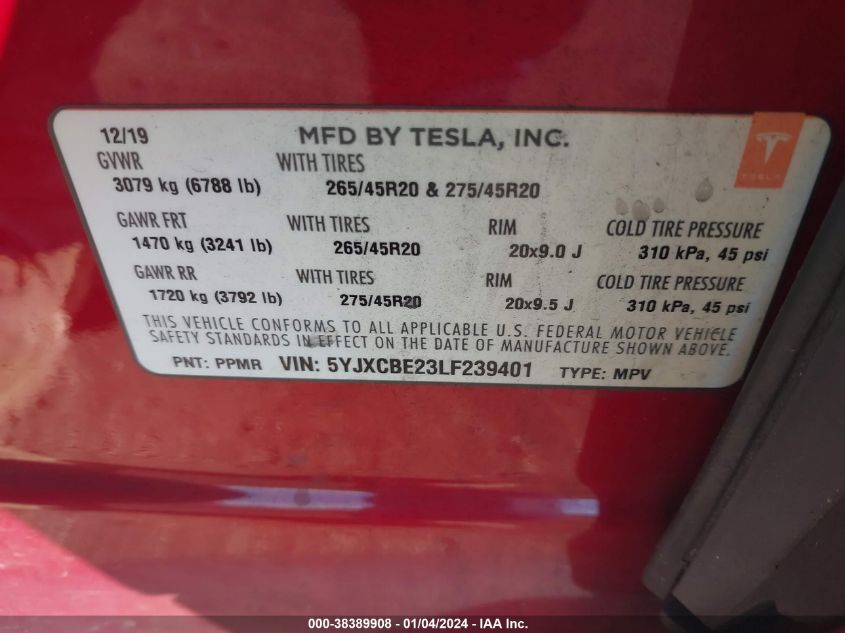 12/19 MFD BY TESLA, INC.
GVWR WITH TIRES
3079 kg (6788 lb) 265/45R20 & 275/45R20
TESLA
GAWR FRT WITH TIRES RIM COLD TIRE PRESSURE
1470 kg (3241 lb) 265/45R20 20x9.0 J 310 kPa, 45 psi
GAWR RR WITH TIRES RIM COLD TIRE PRESSURE
1720 kg (3792 lb) 275/45R20 20x9.5 J 310 kPa, 45 psi
THIS VEHICLE CONFORMS TO ALL APPLICABLE U.S. FEDERAL MOTOR VEHICLE
SAFETY STANDARDS IN EFFECT ON THE DATE OF MANUFACTURE SHOWN ABOVE.
PNT: PPMR VIN: 5YJXCBE23LF239401 TYPE: MPV
000-38389908 - 01/04/2024 - IAA Inc.